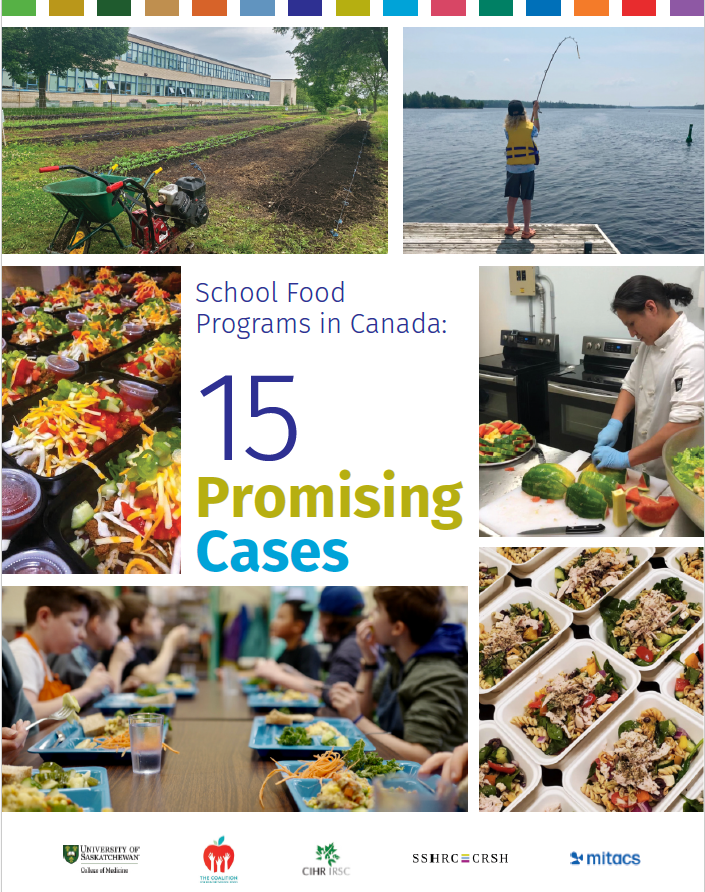 School Food
Programs in Canada:
15
Promising
Cases
UNIVERSITY OF
SASKATCHEWAN
College of Medicine
THE COALITION
CIHR IRSC
SSHRC CRSH
mitacs